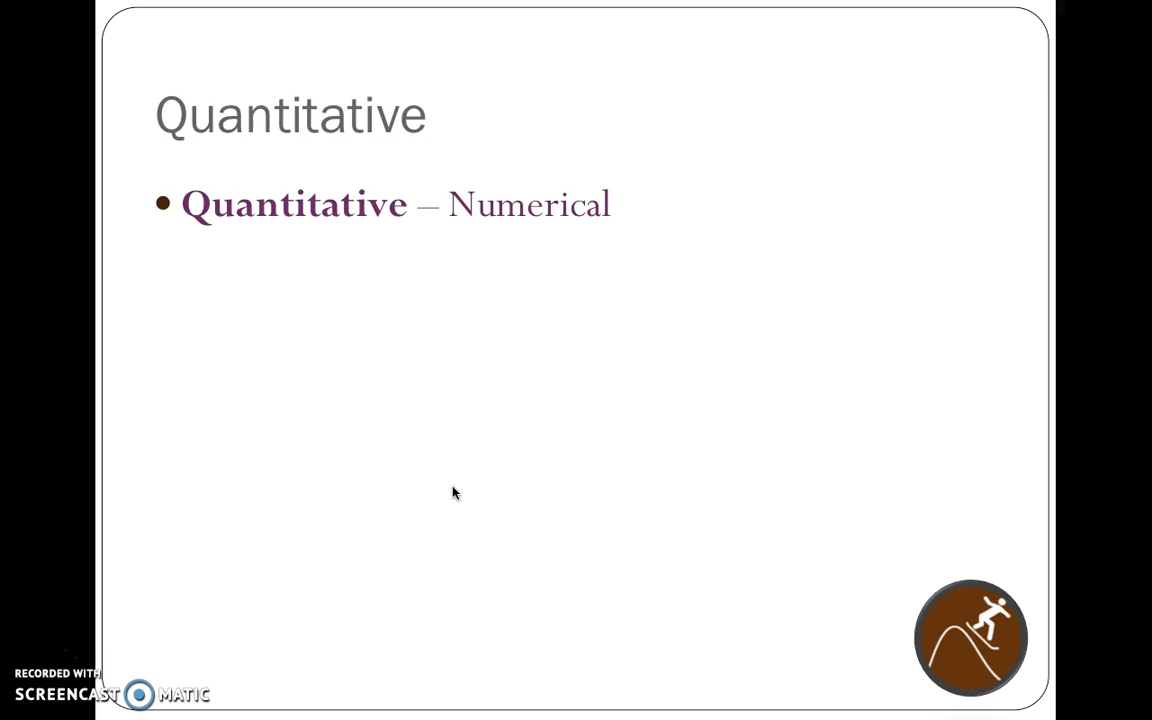 Quantitative
• Quantitative – Numerical
RECORDED WITH
SCREENCAST MATIC